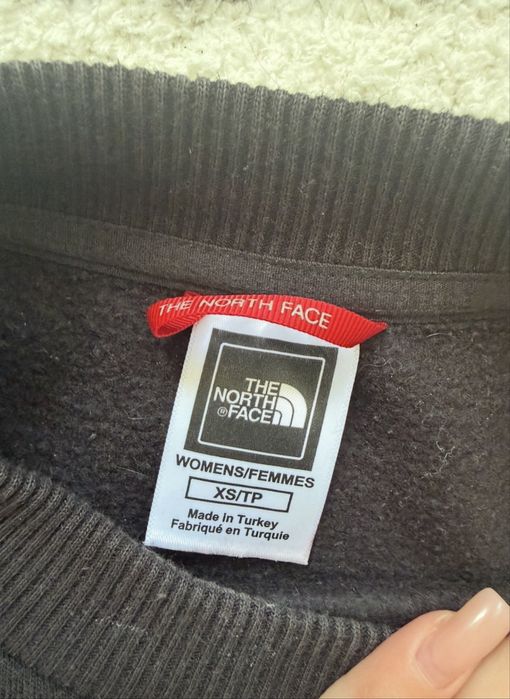 THE NORTH FACE
THE
NORTH
FACE
WOMENS/FEMMES
XS/TP
Made in Turkey
Fabriqué en Turquie